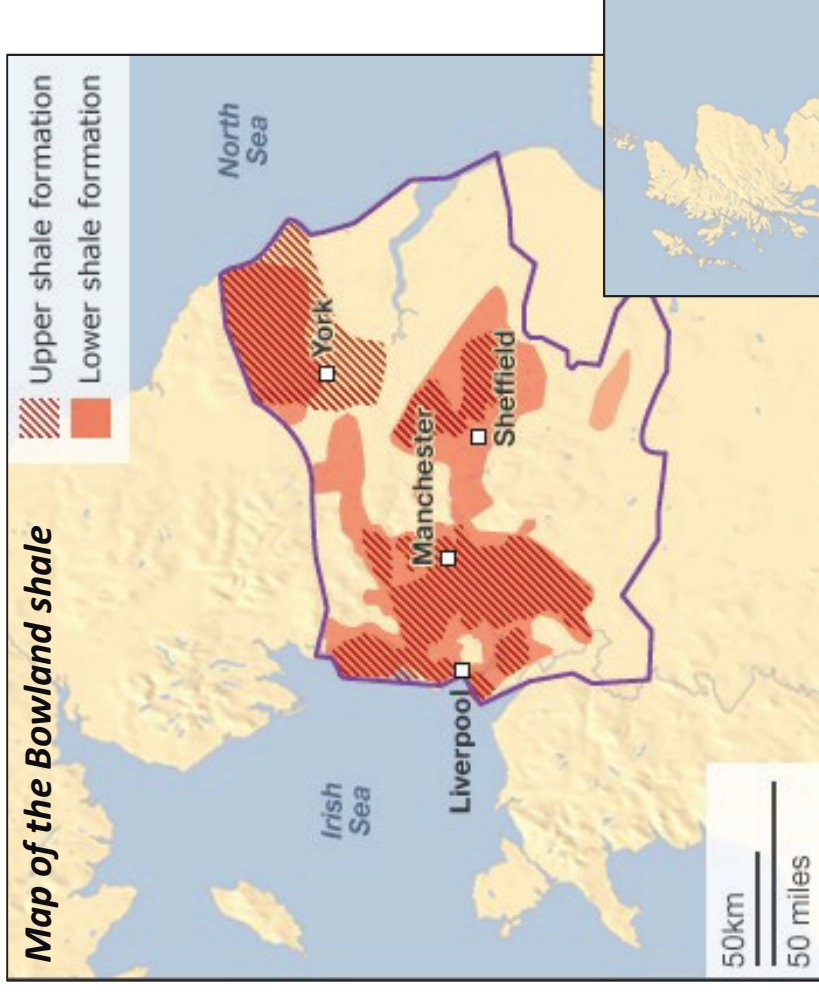 Map of the Bowland shale
Upper shale formation
Lower shale formation
North
Sea
York
Manchester
Sheffield
Irish
Sea
Liverpool
50km
50 miles